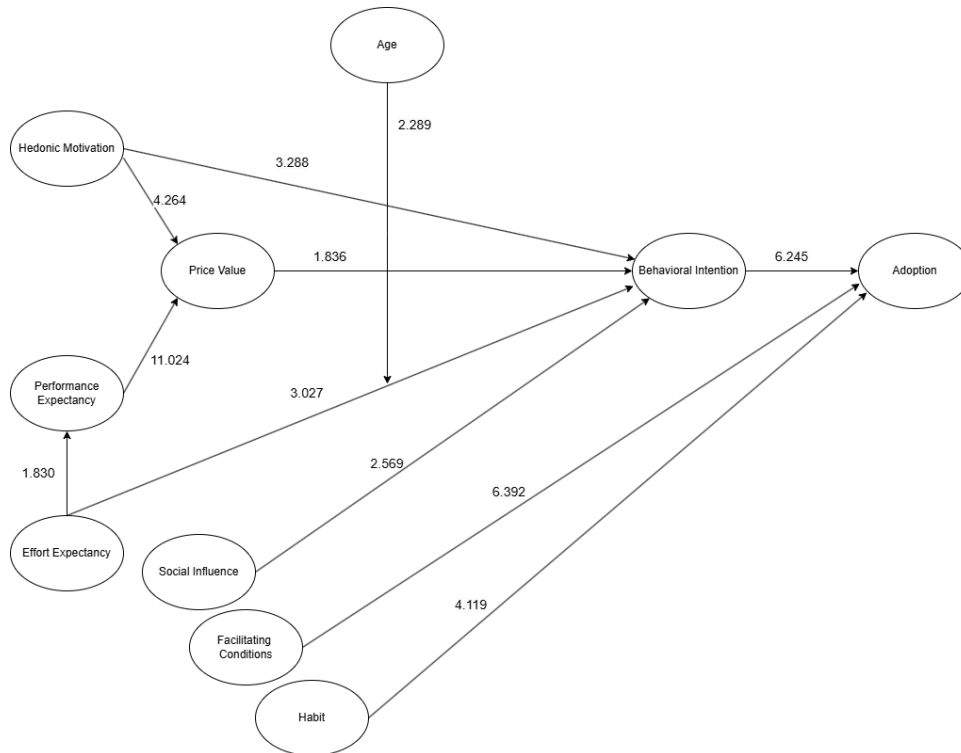 Age
2.289
Hedonic Motivation
3.288
4.264
Price Value
1.836
Behavioral Intention
6.245
Adoption
11.024
Performance
Expectancy
3.027
1.830
2.569
6.392
Effort Expectancy
Social Influence
4.119
Facilitating
Conditions
Habit